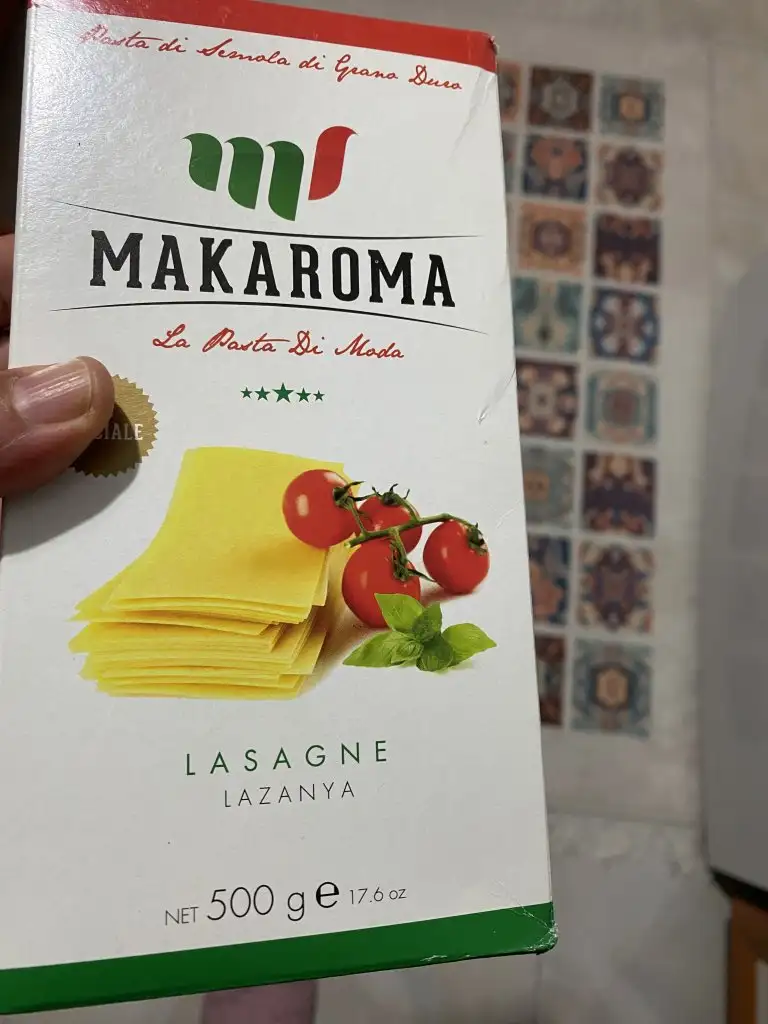 Pasta di Semola di Grano Duro
MAKAROMA
La Pasta Di Moda
LASAGNE
LAZANYA
NET 500 g e 17.6 oz